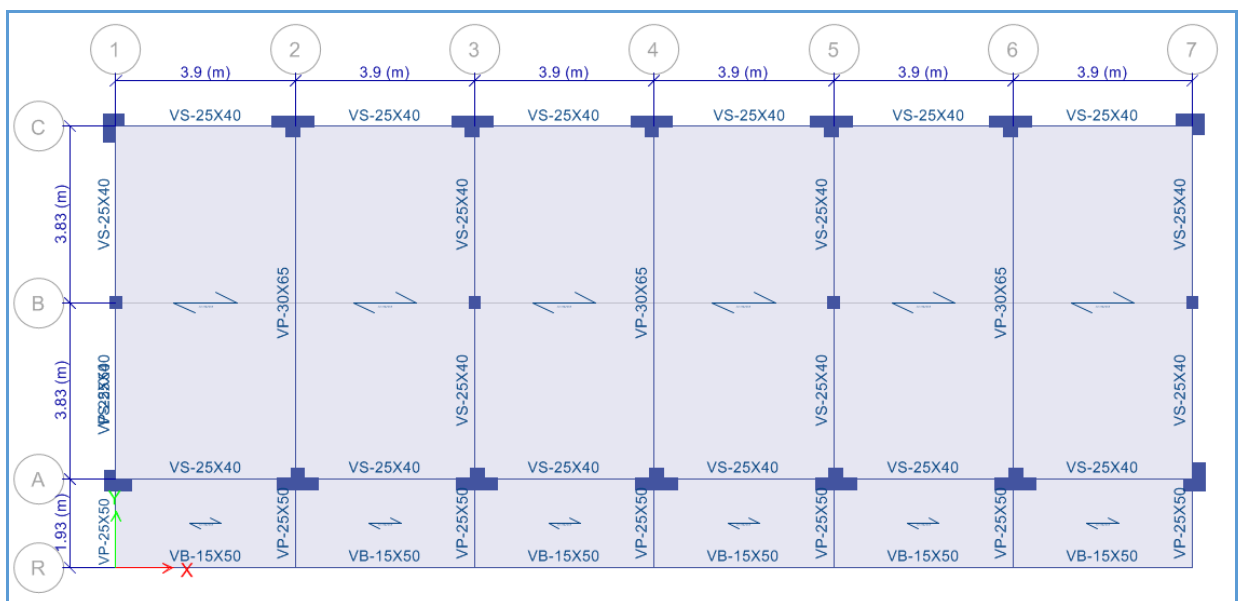 1 2 3 4 5 6 7
3.9 (m) 3.9 (m) 3.9 (m) 3.9 (m) 3.9 (m) 3.9 (m)
VS-25X40 VS-25X40 VS-25X40 VS-25X40 VS-25X40 VS-25X40
C
3.83 (m)
VS-25X40 VS-25X40 VS-25X40 VS-25X40
B
VP-30X65 VP-30X65 VP-30X65
3.83 (m)
VS-25X40 VS-25X40 VS-25X40
VS-25X40 VS-25X40 VS-25X40 VS-25X40 VS-25X40 VS-25X40
A
1.93 (m)
VP-25X50 VP-25X50 VP-25X50 VP-25X50 VP-25X50 VP-25X50 VP-25X50
Y
VB-15X50 VB-15X50 VB-15X50 VB-15X50 VB-15X50 VB-15X50
R
X